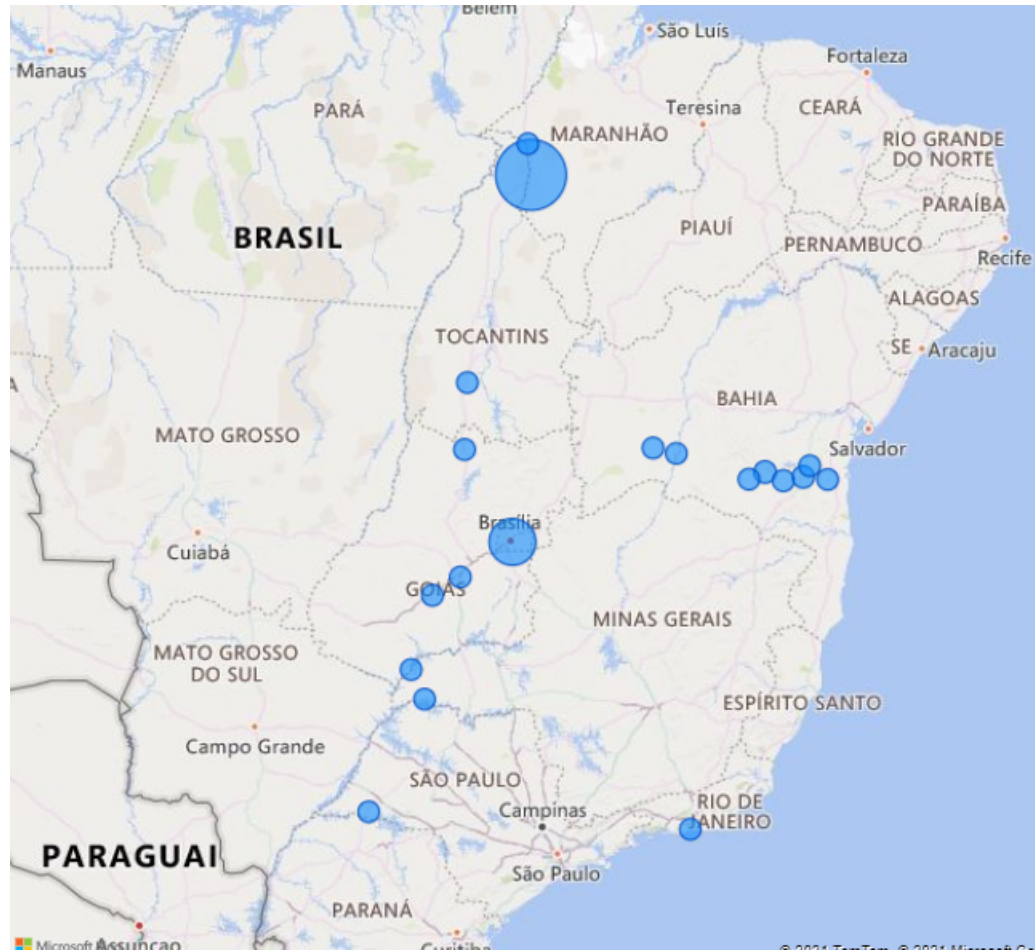 Belém
São Luís
Manaus
Fortaleza
Teresina
PARÁ
CEARÁ
MARANHÃO
RIO GRANDE
DO NORTE
PARAÍBA
PIAUÍ
BRASIL
PERNAMBUCO
Recife
ALAGOAS
TOCANTINS
SE
Aracaju
BAHIA
MATO GROSSO
Salvador
Brasília
Cuiabá
GOIÁS
MINAS GERAIS
MATO GROSSO
DO SUL
ESPÍRITO SANTO
Campo Grande
SÃO PAULO
RIO DE
JANEIRO
Campinas
PARAGUAI
São Paulo
PARANÁ
Curitiba
Microsoft
Assunção
© 2021 TomTom, © 2021 Microsoft